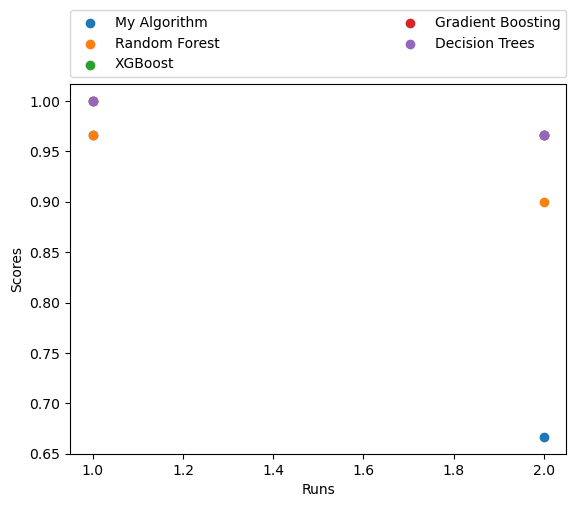 My Algorithm
Random Forest
XGBoost
Gradient Boosting
Decision Trees
1.00
0.95
0.90
0.85
0.80
0.75
0.70
0.65
Scores
1.0 1.2 1.4 1.6 1.8 2.0
Runs